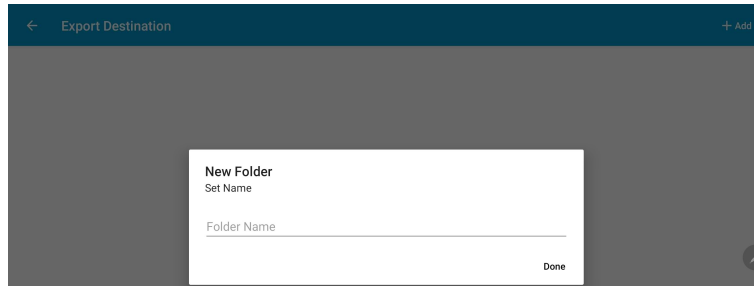 Export Destination
+ Add
New Folder
Set Name
Folder Name
Done